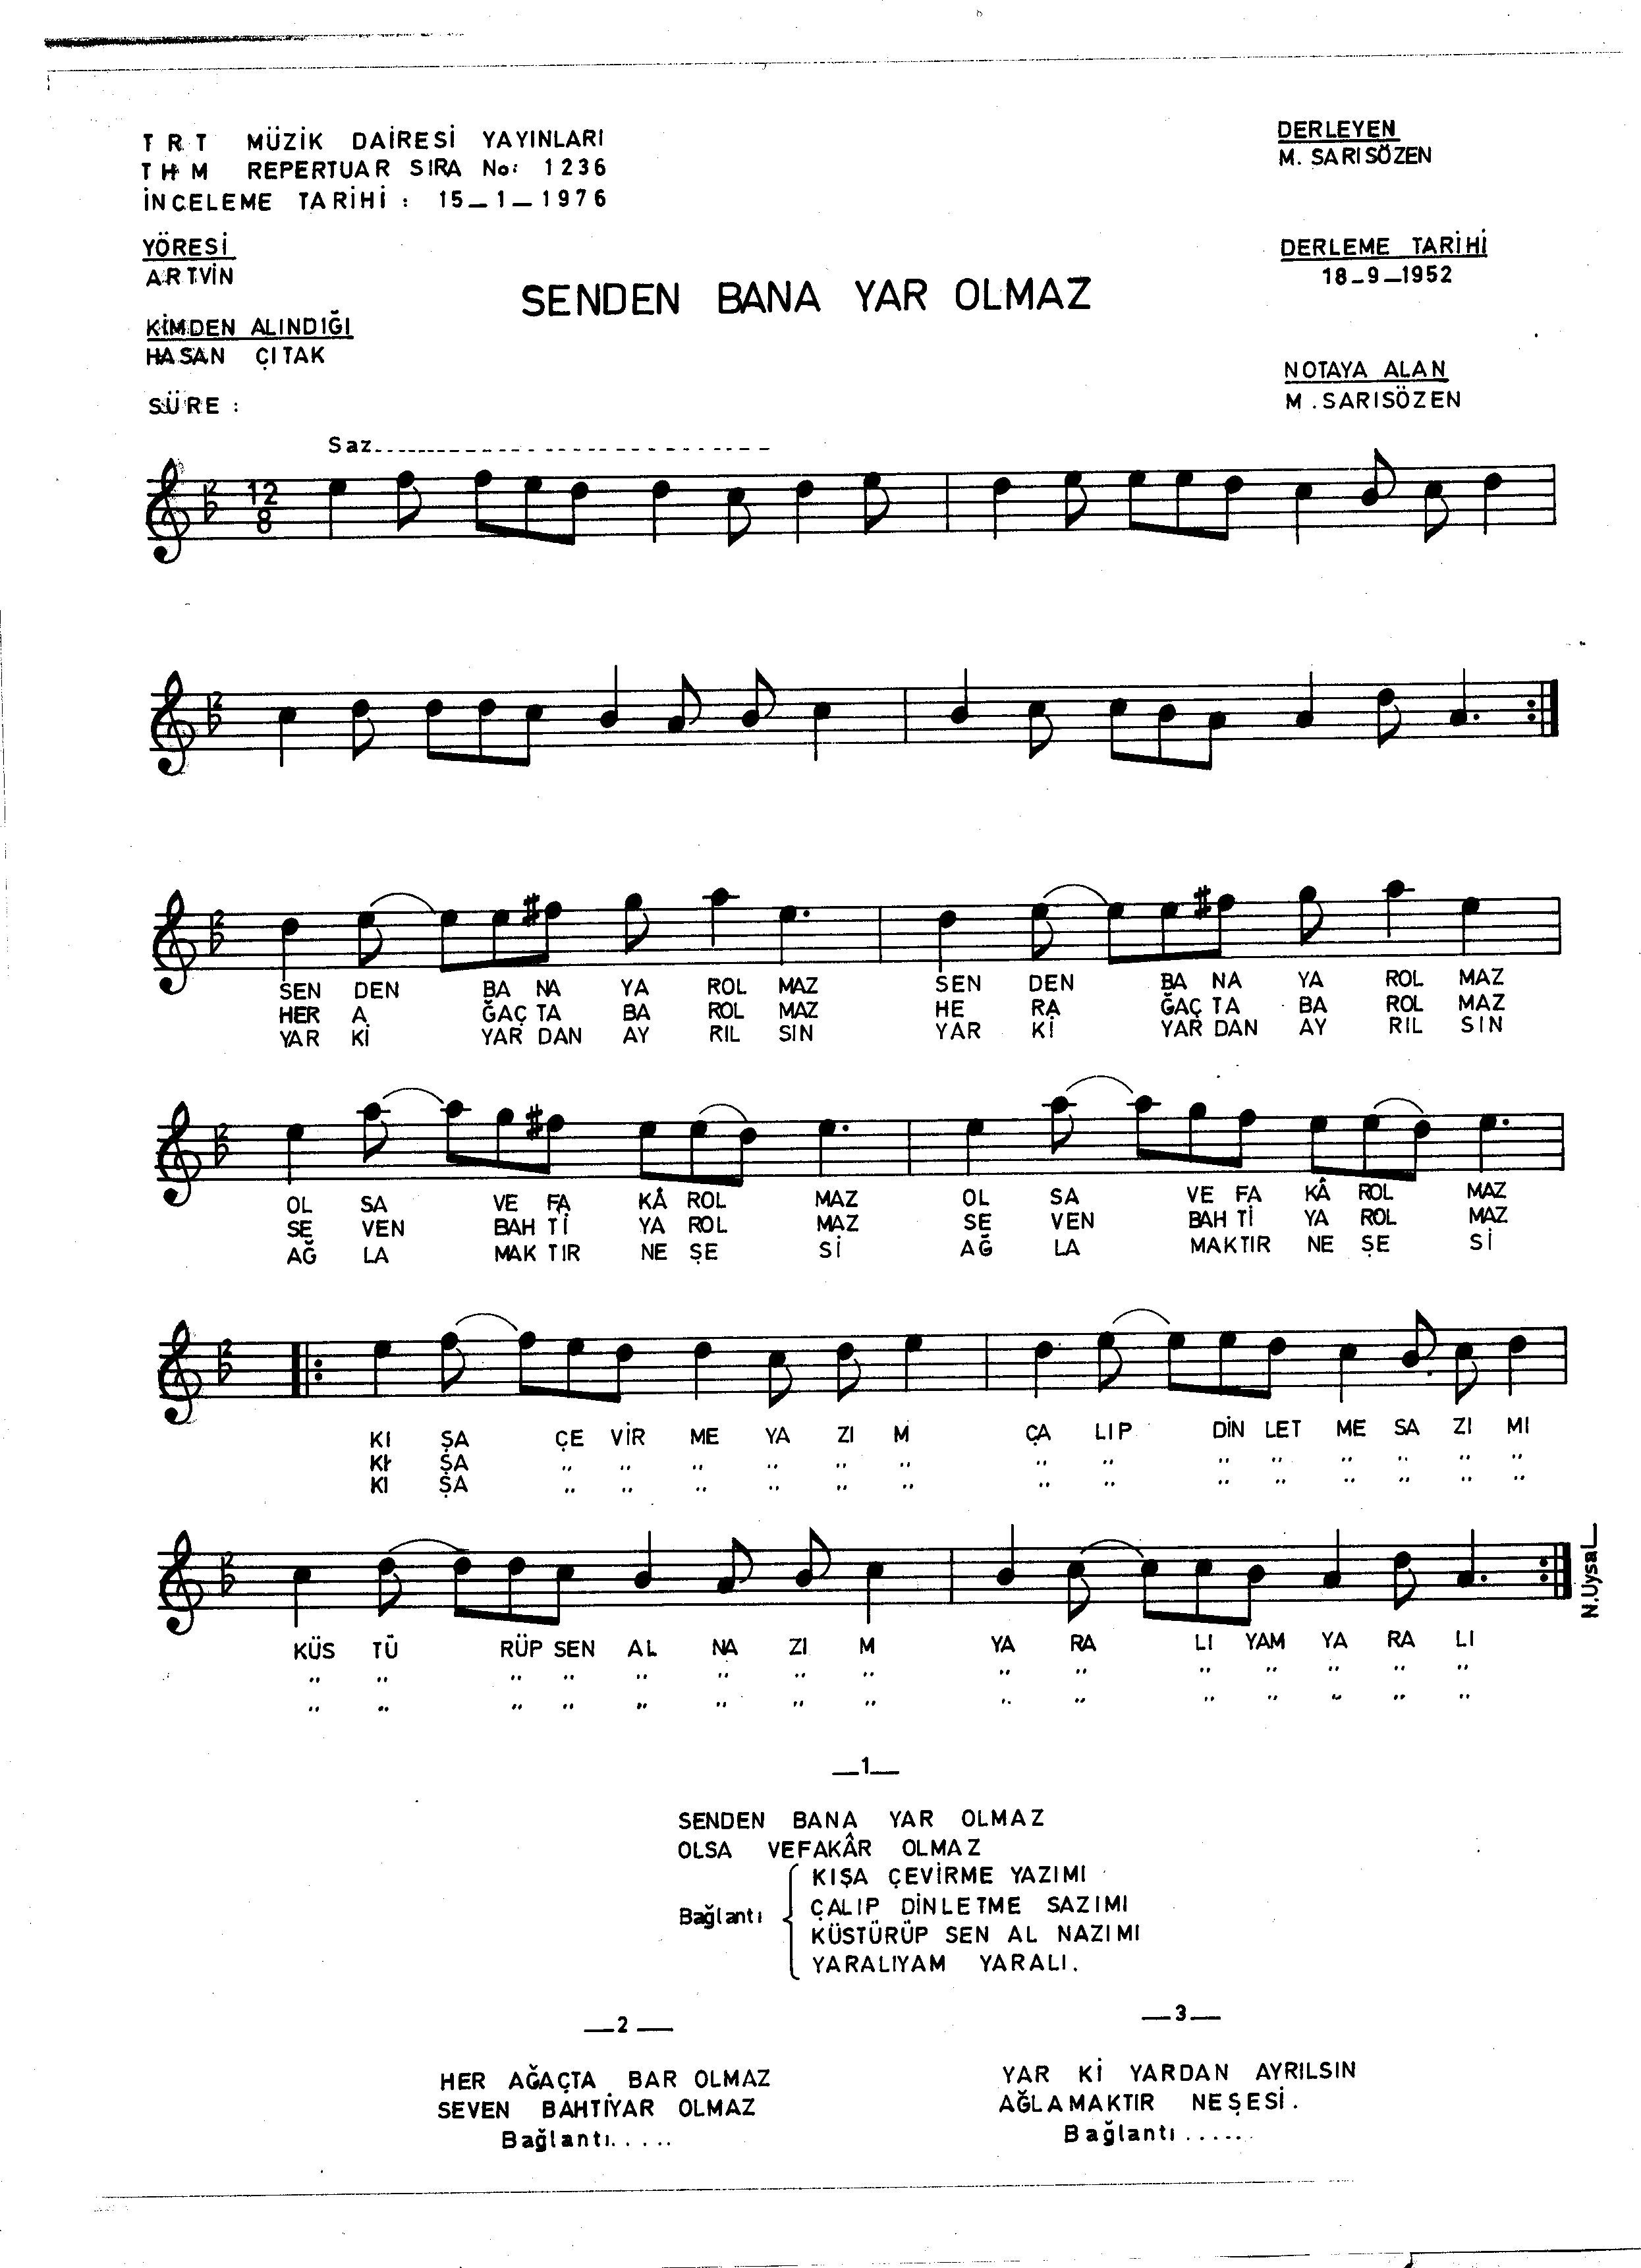 TRT MÜZİK DAİRESİ YAYINLARI
THM REPERTUAR SIRA No: 1236
İNCELEME TARİHİ : 15_1_1976
DERLEYEN
M. SARISÖZEN
YÖRESİ
ARTVİN
DERLEME TARİHİ
18_9_1952
SENDEN BANA YAR OLMAZ
KİMDEN ALINDIĞI
HASAN ÇITAK
NOTAYA ALAN
M. SARISÖZEN
SÜRE :
Saz
12
8
SEN DEN BA NA YA ROL MAZ SEN DEN BA NA YA ROL MAZ
HER A ĞAÇ TA BA ROL MAZ HE RA ĞAÇ TA BA ROL MAZ
YAR Kİ YAR DAN AY RIL SIN YAR Kİ YAR DAN AY RIL SIN
OL SA VE FA KÂ ROL MAZ OL SA VE FA KÂ ROL MAZ
SE VEN BAH Tİ YA ROL MAZ SE VEN BAH Tİ YA ROL MAZ
AĞ LA MAK TIR NE ŞE Sİ AĞ LA MAKTIR NE ŞE Sİ
KI ŞA ÇE VİR ME YA ZI M ÇA LIP DİN LET ME SA ZI MI
KI ŞA ,, ,, ,, ,, ,, ,, ,, ,, ,, ,, ,, ,, ,, ,,
KI ŞA ,, ,, ,, ,, ,, ,, ,, ,, ,, ,, ,, ,, ,, ,,
KÜS TÜ RÜP SEN AL NA ZI M YA RA LI YAM YA RA LI
,, ,, ,, ,, ,, ,, ,, ,, ,, ,, ,, ,, ,, ,, ,,
,, ,, ,, ,, ,, ,, ,, ,, ,, ,, ,, ,, ,, ,, ,,
N.Uysal
_1_
SENDEN BANA YAR OLMAZ
OLSA VEFAKÂR OLMAZ
KIŞA ÇEVİRME YAZIMI
ÇALIP DİNLETME SAZIMI
Bağlantı
KÜSTÜRÜP SEN AL NAZIMI
YARALIYAM YARALI.
_2_
HER AĞAÇTA BAR OLMAZ
SEVEN BAHTİYAR OLMAZ
Bağlantı.....
_3_
YAR Kİ YARDAN AYRILSIN
AĞLAMAKTIR NEŞESİ.
Bağlantı......